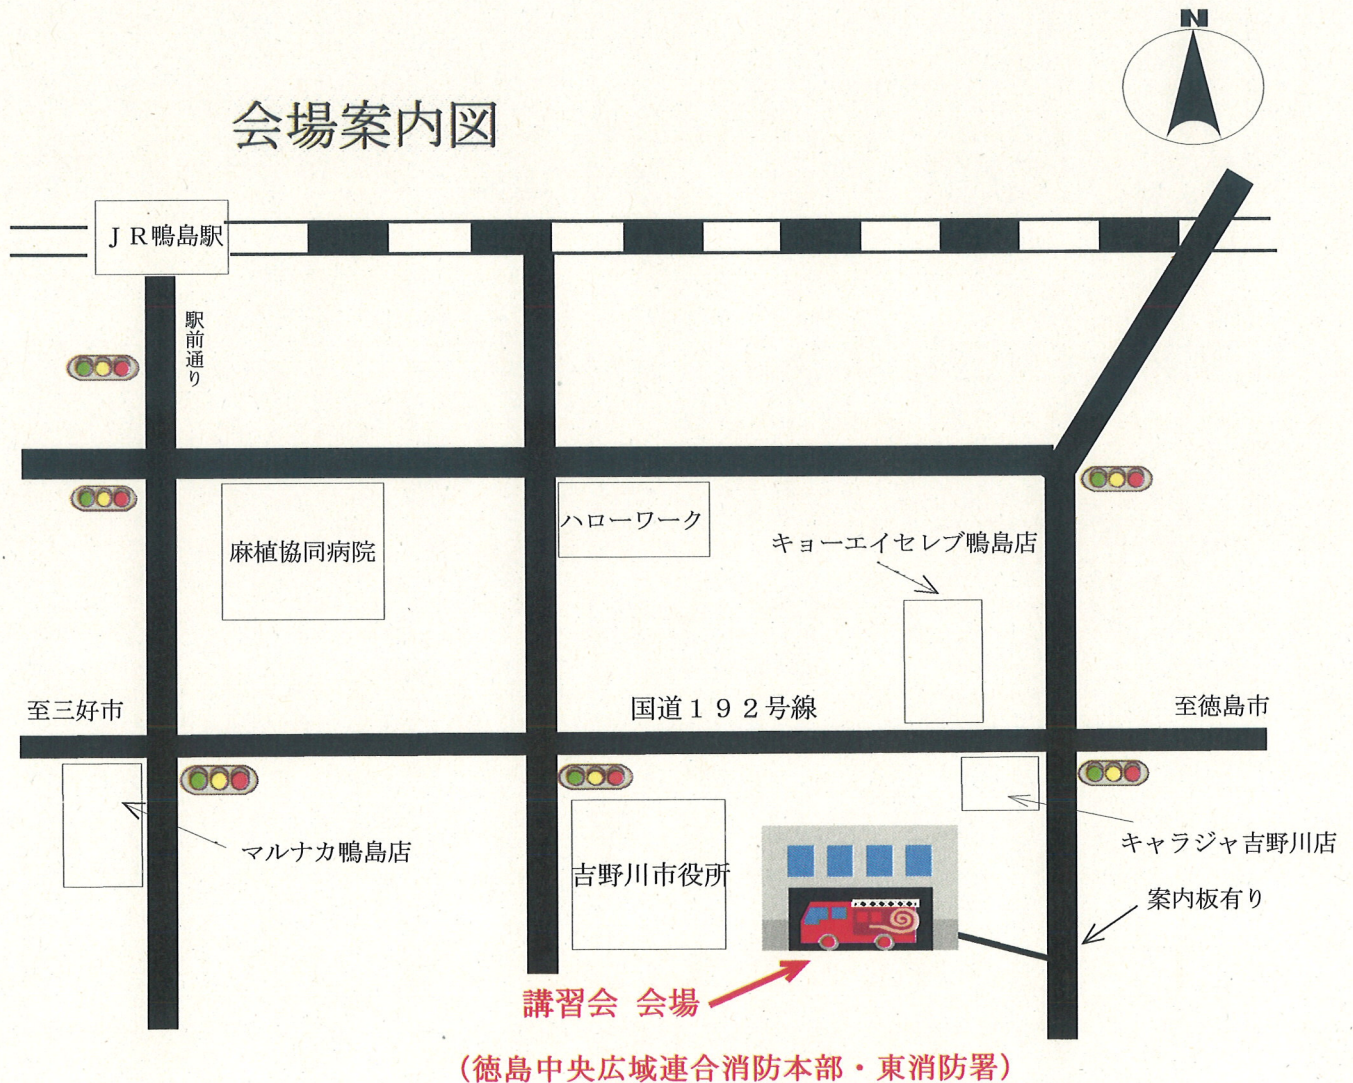 N
会場案内図
ＪＲ鴨島駅
駅前通り
麻植協同病院
ハローワーク
キョーエイセレブ鴨島店
至三好市
国道１９２号線
至徳島市
マルナカ鴨島店
吉野川市役所
キャラジャ吉野川店
案内板有り
講習会 会場
（徳島中央広域連合消防本部・東消防署）